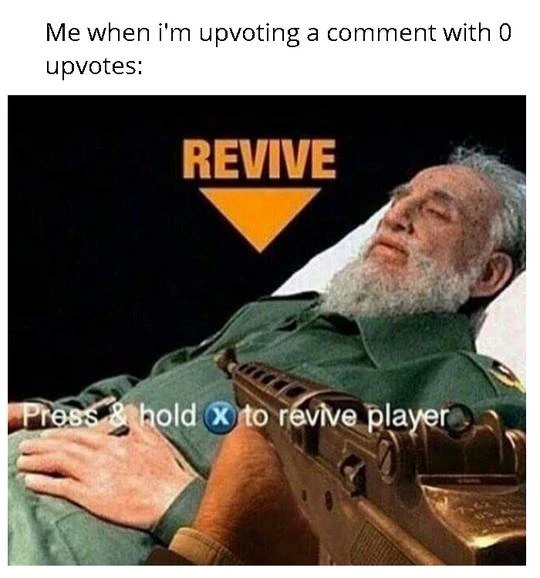 Me when i'm upvoting a comment with 0
upvotes:
REVIVE
Press & hold X to revive player